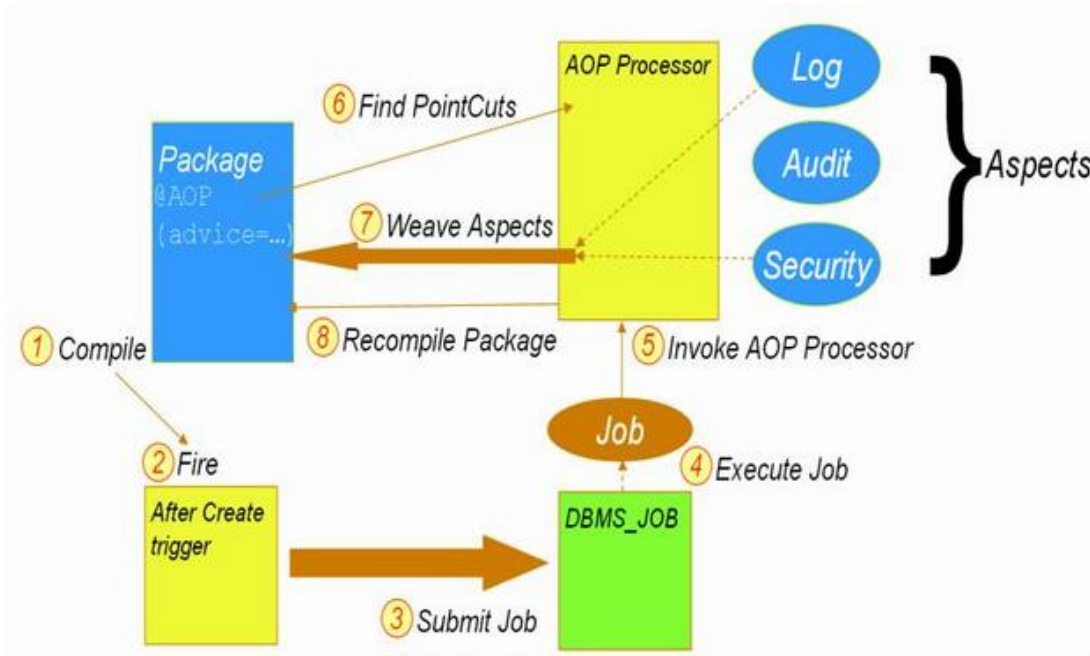 AOP Processor
Log
6 Find PointCuts
Package
@AOP
(advice=…)
Audit
Aspects
7 Weave Aspects
Security
8 Recompile Package
1 Compile
5 Invoke AOP Processor
Job
2 Fire
4 Execute Job
After Create
trigger
DBMS_JOB
3 Submit Job